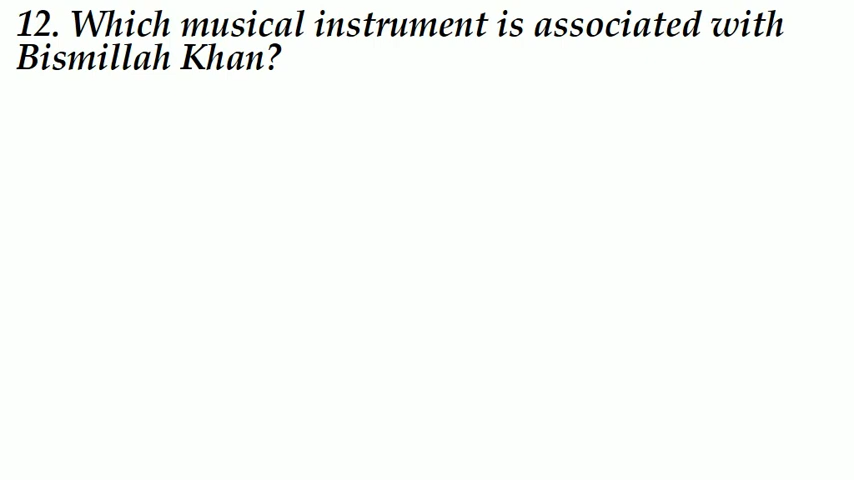 12. Which musical instrument is associated with
Bismillah Khan?